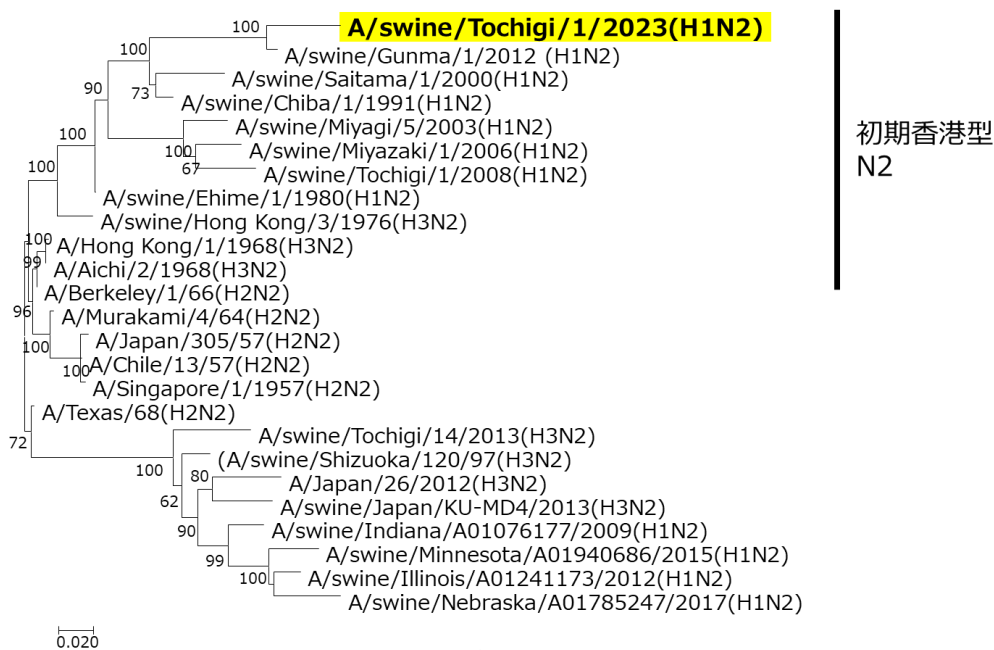 100
A/swine/Tochigi/1/2023(H1N2)
100
A/swine/Gunma/1/2012 (H1N2)
A/swine/Saitama/1/2000(H1N2)
90
73
A/swine/Chiba/1/1991(H1N2)
A/swine/Miyagi/5/2003(H1N2)
100
初期香港型
N2
100
A/swine/Miyazaki/1/2006(H1N2)
100
67
A/swine/Tochigi/1/2008(H1N2)
A/swine/Ehime/1/1980(H1N2)
A/swine/Hong Kong/3/1976(H3N2)
100
A/Hong Kong/1/1968(H3N2)
99
A/Aichi/2/1968(H3N2)
A/Berkeley/1/66(H2N2)
96
A/Murakami/4/64(H2N2)
100
A/Japan/305/57(H2N2)
100
A/Chile/13/57(H2N2)
A/Singapore/1/1957(H2N2)
A/Texas/68(H2N2)
72
A/swine/Tochigi/14/2013(H3N2)
100
(A/swine/Shizuoka/120/97(H3N2)
80
A/Japan/26/2012(H3N2)
62
A/swine/Japan/KU-MD4/2013(H3N2)
90
A/swine/Indiana/A01076177/2009(H1N2)
99
A/swine/Minnesota/A01940686/2015(H1N2)
100
A/swine/Illinois/A01241173/2012(H1N2)
A/swine/Nebraska/A01785247/2017(H1N2)
0.020